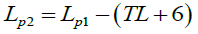 L_{p2} = L_{p1} − (TL + 6)